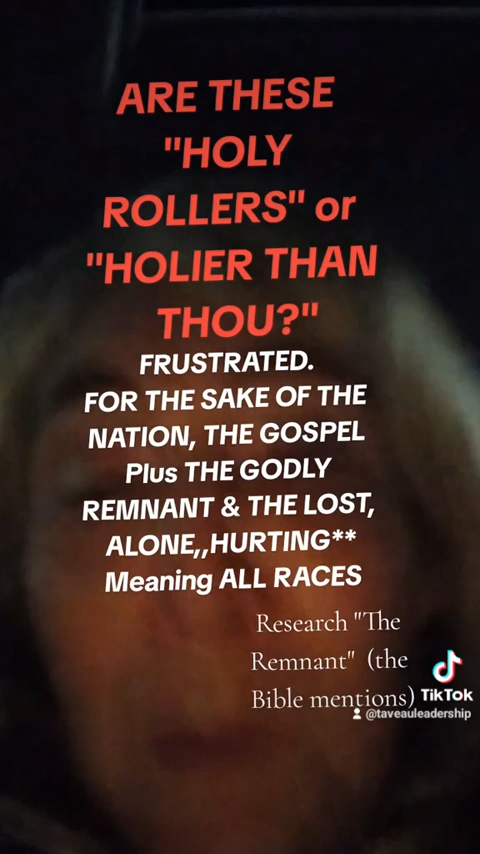 ARE THESE
"HOLY
ROLLERS" or
"HOLIER THAN
THOU?"
FRUSTRATED.
FOR THE SAKE OF THE
NATION, THE GOSPEL
Plus THE GODLY
REMNANT & THE LOST,
ALONE,,HURTING**
Meaning ALL RACES
Research "The
Remnant" (the
Bible mentions)
TikTok
@taveauleadership